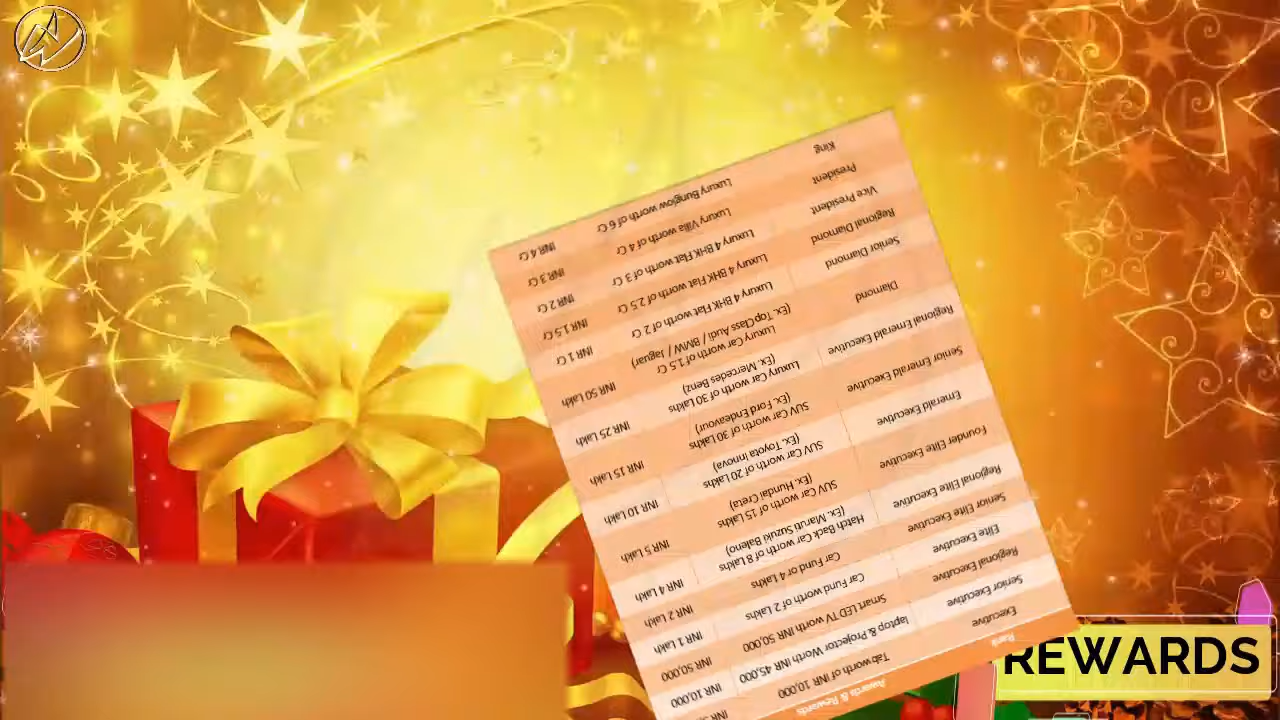 REWARDS
Rank Awards & Rewards
Executive Tab worth of INR 10,000 INR
Senior Executive laptop & Projector Worth INR 45,000 INR 10,000
Regional Executive Smart LED TV worth INR 50,000 INR 50,000
Elite Executive Car Fund worth of 2 Lakhs INR 1 Lakh
Senior Elite Executive Car Fund or 4 Lakhs INR 2 Lakh
Regional Elite Executive Hatch Back Car worth of 8 Lakhs
(Ex. Maruti Suzuki Baleno) INR 4 Lakh
Founder Elite Executive SUV Car worth of 15 Lakhs
(Ex. Hundai Creta) INR 5 Lakh
Emerald Executive SUV Car worth of 20 Lakhs
(Ex. Toyota Innova) INR 10 Lakh
Senior Emerald Executive SUV Car worth of 30 Lakhs
(Ex. Ford Endeavour) INR 15 Lakh
Regional Emerald Executive Luxury Car worth of 30 Lakhs
(Ex. Mercedes Benz) INR 25 Lakh
Diamond Luxury Car worth of 1.5 Cr
(Ex. TopClass Audi / BMW / Jaguar) INR 50 Lakh
Senior Diamond Luxury 4 BHK Flat worth of 2 Cr INR 1 Cr
Regional Diamond Luxury 4 BHK Flat worth of 2.5 Cr INR 1.5 Cr
Vice President Luxury 4 BHK Flat worth of 3 Cr INR 2 Cr
President Luxury Villa worth of 4 Cr INR 3 Cr
King Luxury Bunglow worth of 6 Cr INR 4 Cr